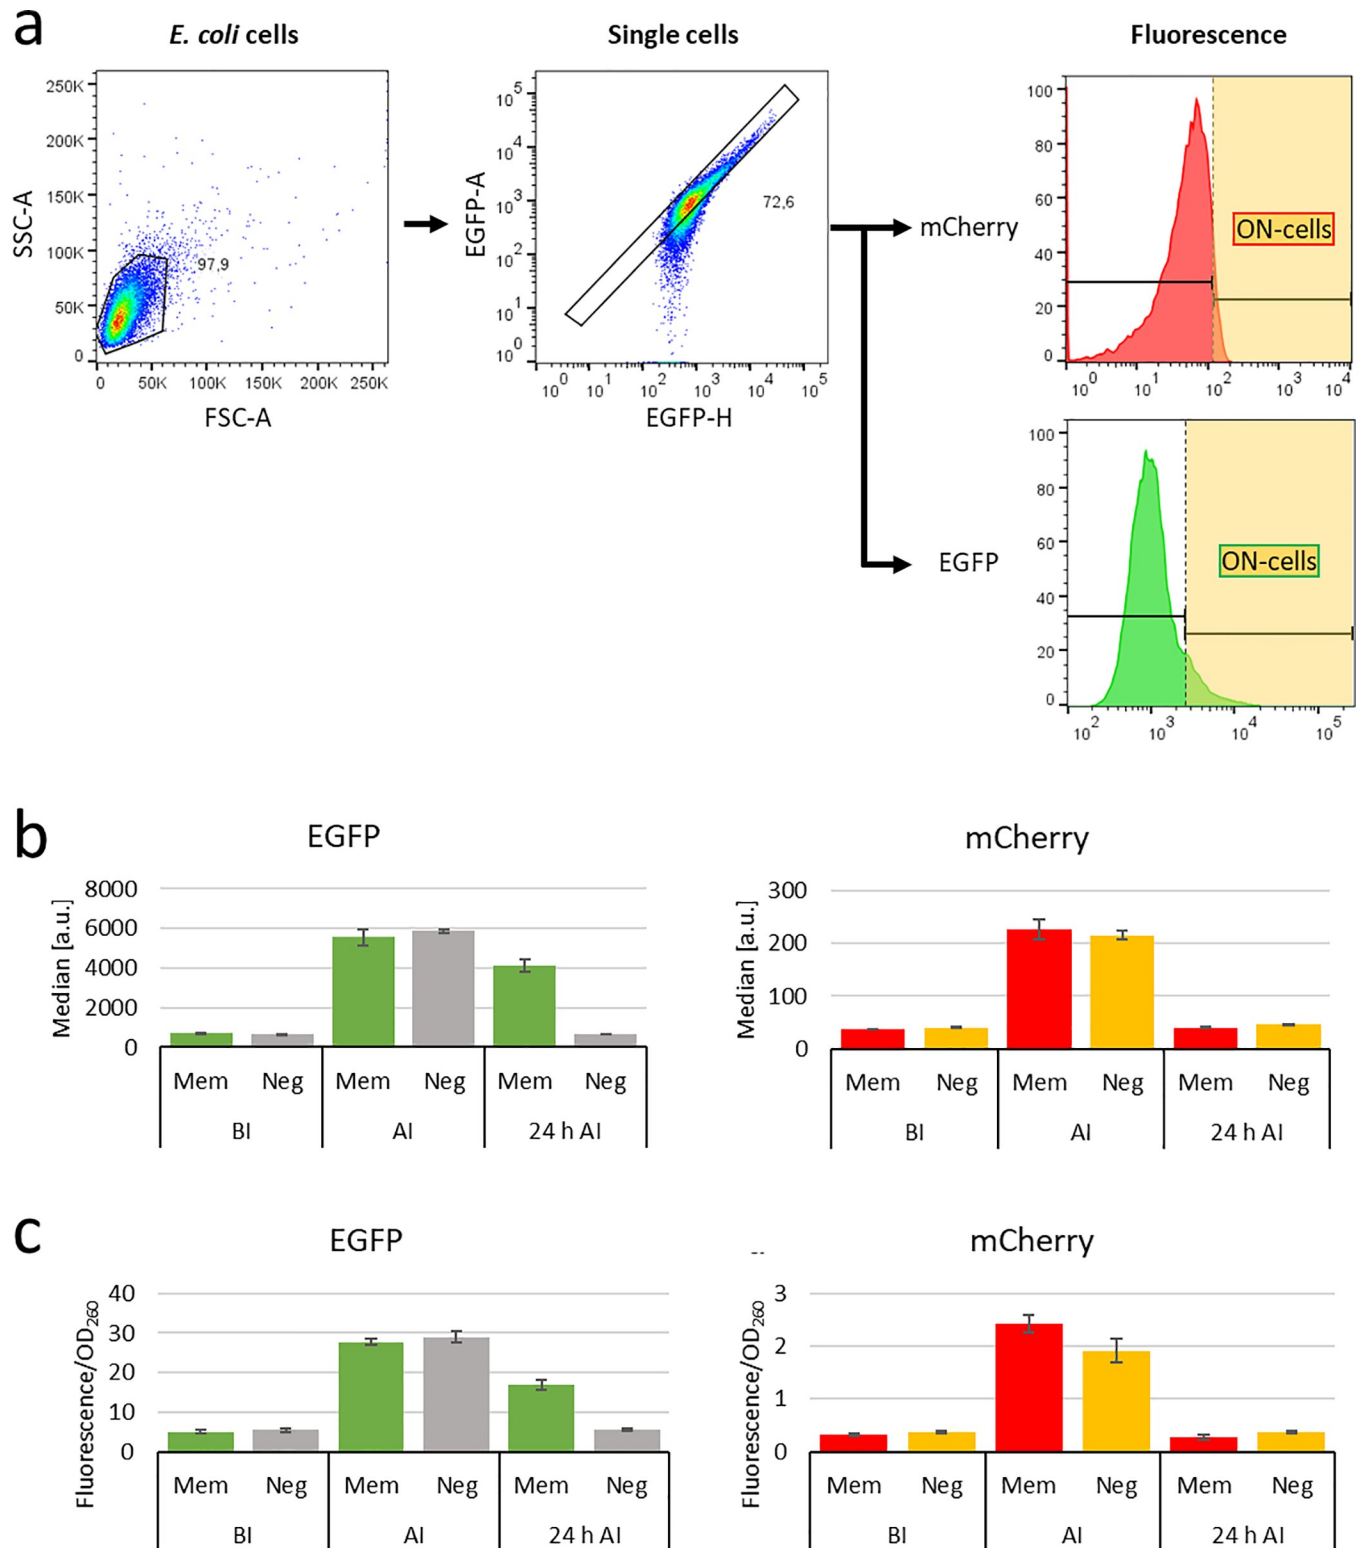 a
E. coli cells
Single cells
Fluorescence
250K
200K
150K
100K
50K
0
SSC-A
97,9
0 50K 100K 150K 200K 250K
FSC-A
10^5
10^4
10^3
10^2
10^1
10^0
EGFP-A
72,6
10^0 10^1 10^2 10^3 10^4 10^5
EGFP-H
mCherry
100
80
60
40
20
0
ON-cells
10^0 10^1 10^2 10^3 10^4
EGFP
100
80
60
40
20
0
ON-cells
10^2 10^3 10^4 10^5
b
EGFP
Median [a.u.]
8000
6000
4000
2000
0
Mem Neg Mem Neg Mem Neg
BI AI 24 h AI
mCherry
Median [a.u.]
300
200
100
0
Mem Neg Mem Neg Mem Neg
BI AI 24 h AI
c
EGFP
Fluorescence/OD260
40
30
20
10
0
Mem Neg Mem Neg Mem Neg
BI AI 24 h AI
mCherry
Fluorescence/OD260
3
2
1
0
Mem Neg Mem Neg Mem Neg
BI AI 24 h AI